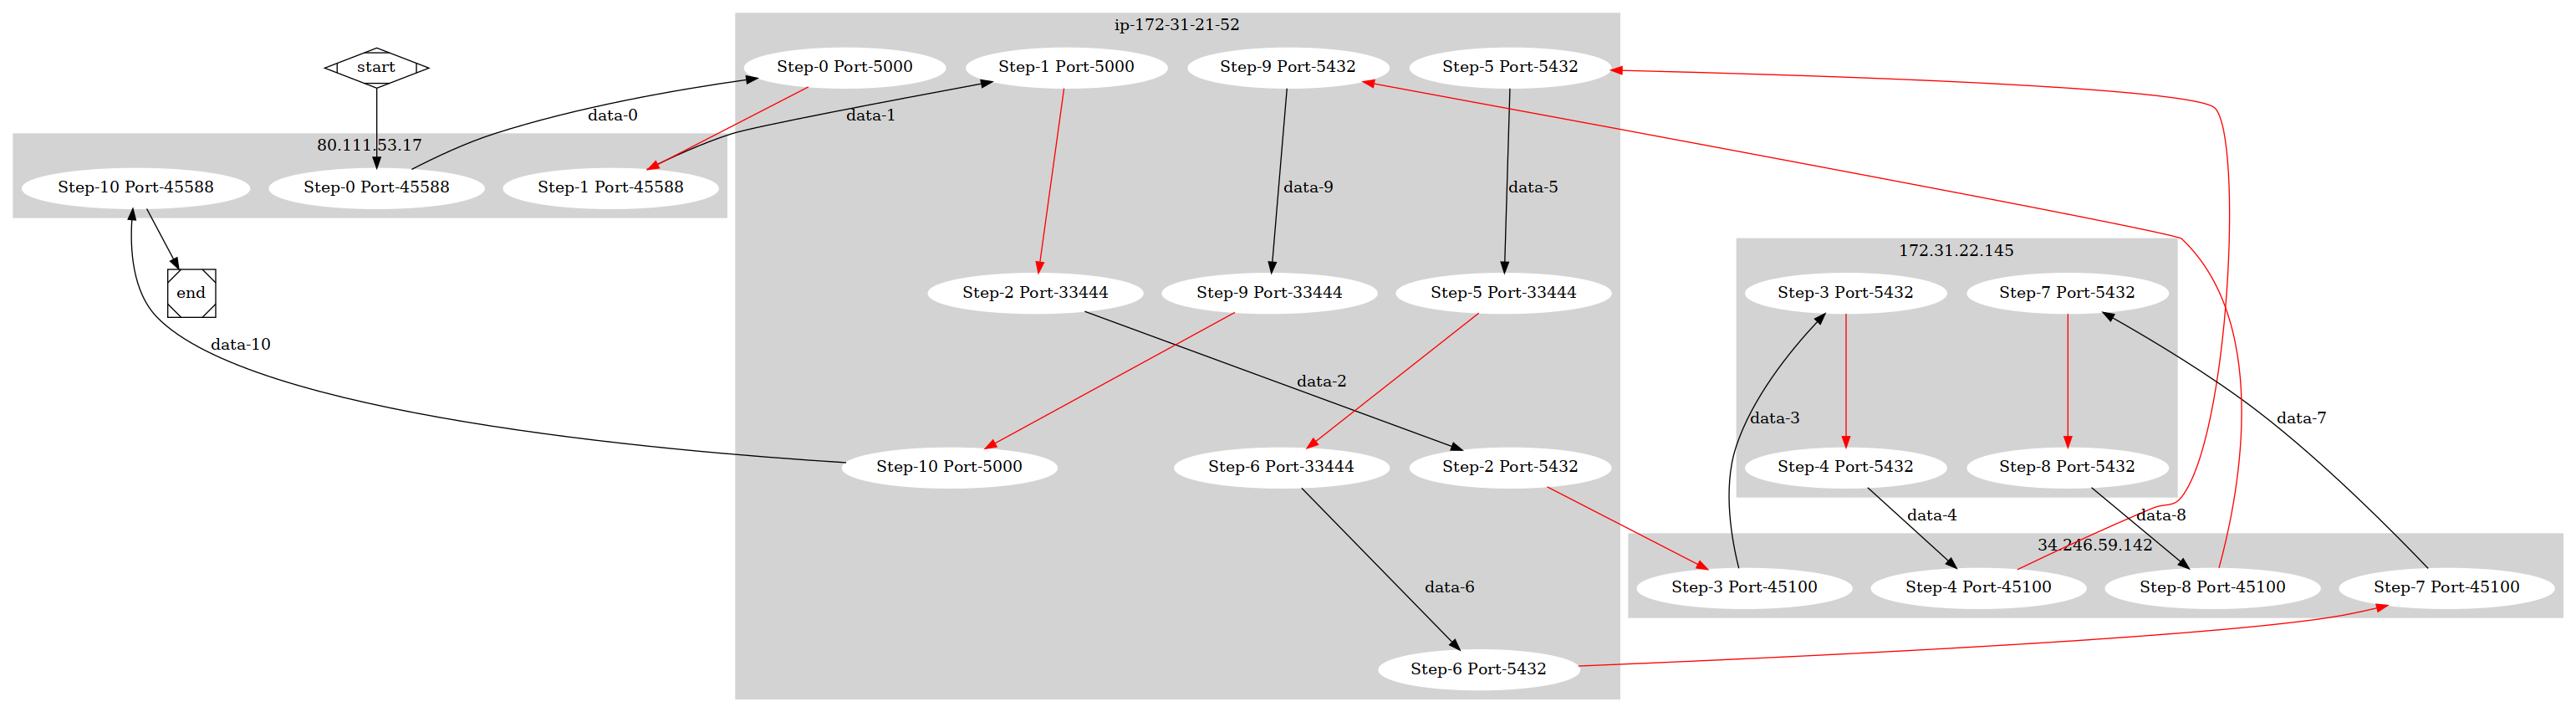 ip-172-31-21-52
start
Step-0 Port-5000
Step-1 Port-5000
Step-9 Port-5432
Step-5 Port-5432
data-0
data-1
80.111.53.17
Step-10 Port-45588
Step-0 Port-45588
Step-1 Port-45588
data-9
data-5
172.31.22.145
end
Step-2 Port-33444
Step-9 Port-33444
Step-5 Port-33444
Step-3 Port-5432
Step-7 Port-5432
data-10
data-2
data-3
data-7
Step-10 Port-5000
Step-6 Port-33444
Step-2 Port-5432
Step-4 Port-5432
Step-8 Port-5432
data-4
data-8
34.246.59.142
data-6
Step-3 Port-45100
Step-4 Port-45100
Step-8 Port-45100
Step-7 Port-45100
Step-6 Port-5432